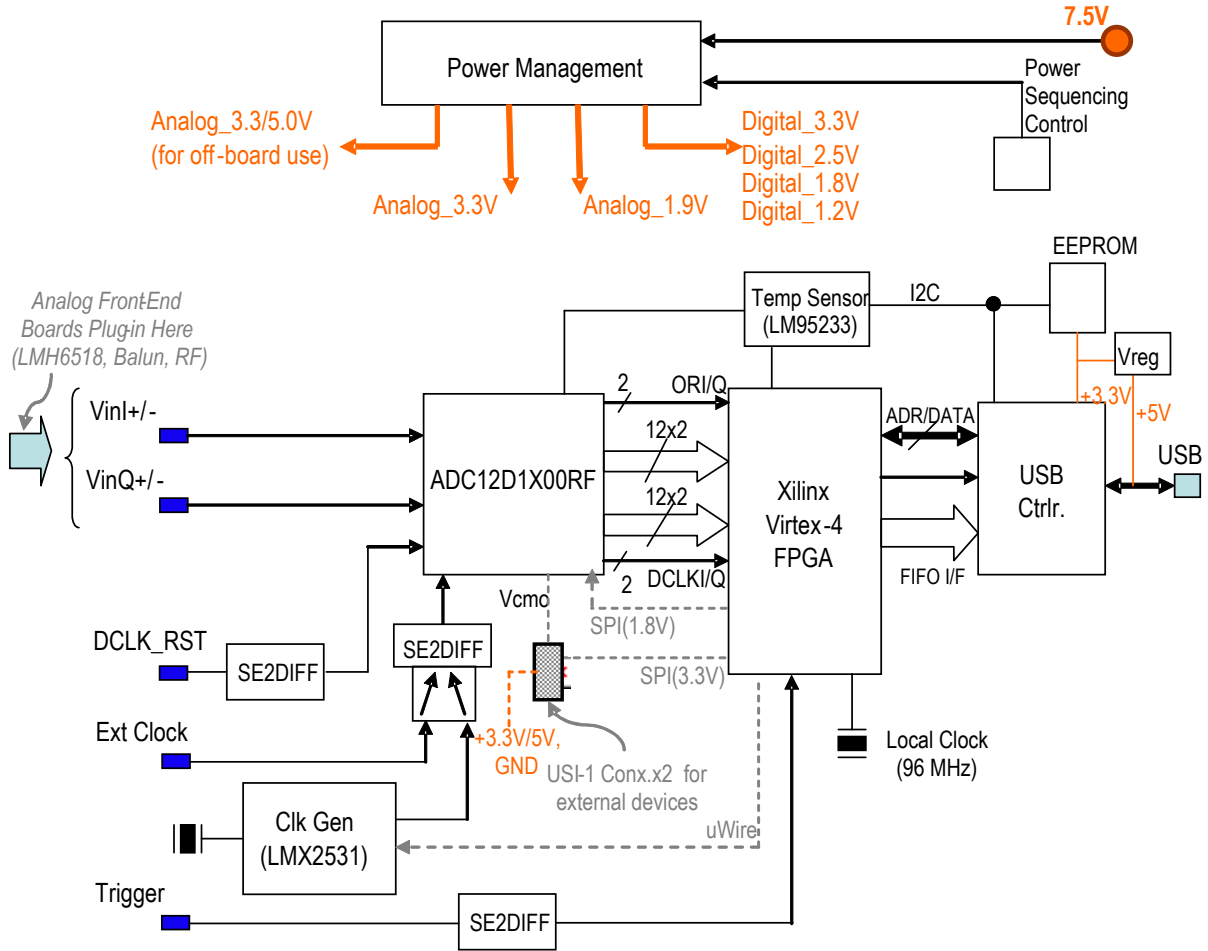 7.5V
Power Management
Power
Sequencing
Control
Analog_3.3/5.0V
(for off-board use)
Analog_3.3V
Analog_1.9V
Digital_3.3V
Digital_2.5V
Digital_1.8V
Digital_1.2V
EEPROM
Analog Front-End
Boards Plug-in Here
(LMH6518, Balun, RF)
Temp Sensor
(LM95233)
I2C
Vreg
+3.3V
+5V
VinI+/-
VinQ+/-
ADC12D1X00RF
2
ORI/Q
12x2
12x2
2
DCLKI/Q
Xilinx
Virtex-4
FPGA
ADR/DATA
FIFO I/F
USB
Ctrlr.
USB
Vcmo
SPI(1.8V)
SPI(3.3V)
DCLK_RST
SE2DIFF
SE2DIFF
Ext Clock
+3.3V/5V,
GND
USI-1 Conx.x2 for
external devices
Local Clock
(96 MHz)
Clk Gen
(LMX2531)
uWire
Trigger
SE2DIFF